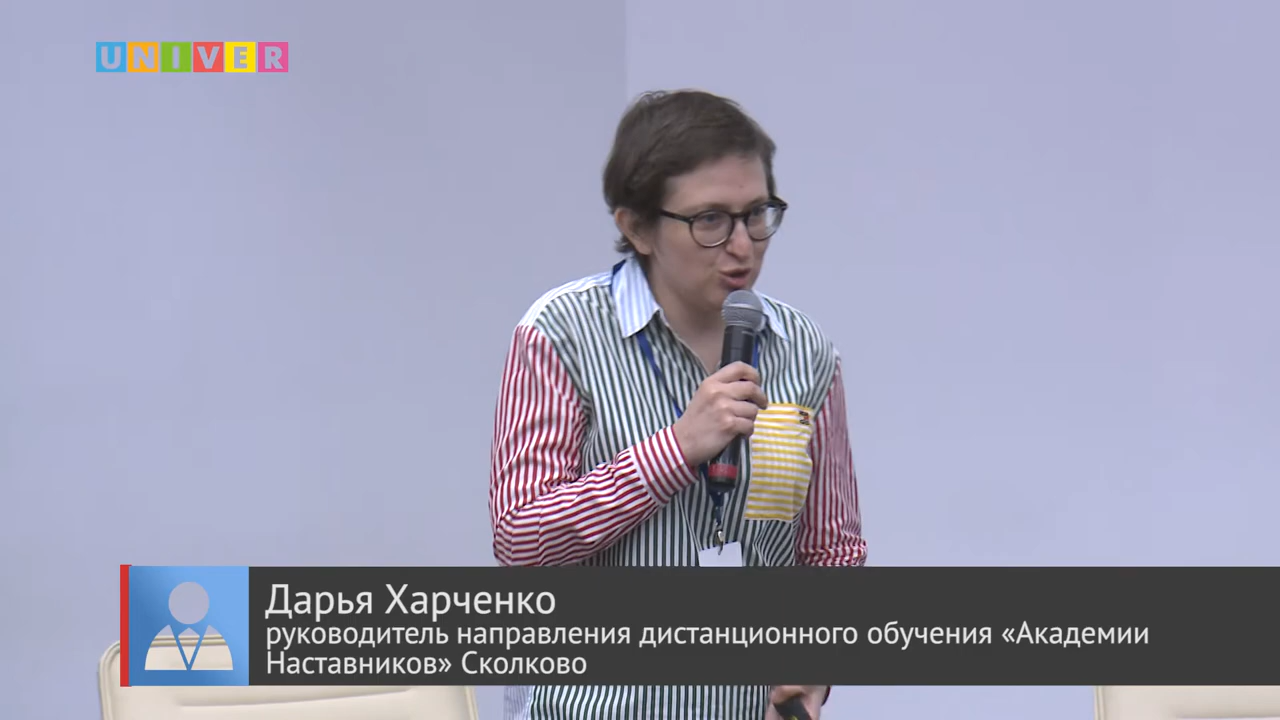 UNIVER
Дарья Харченко
руководитель направления дистанционного обучения «Академии
Наставников» Сколково